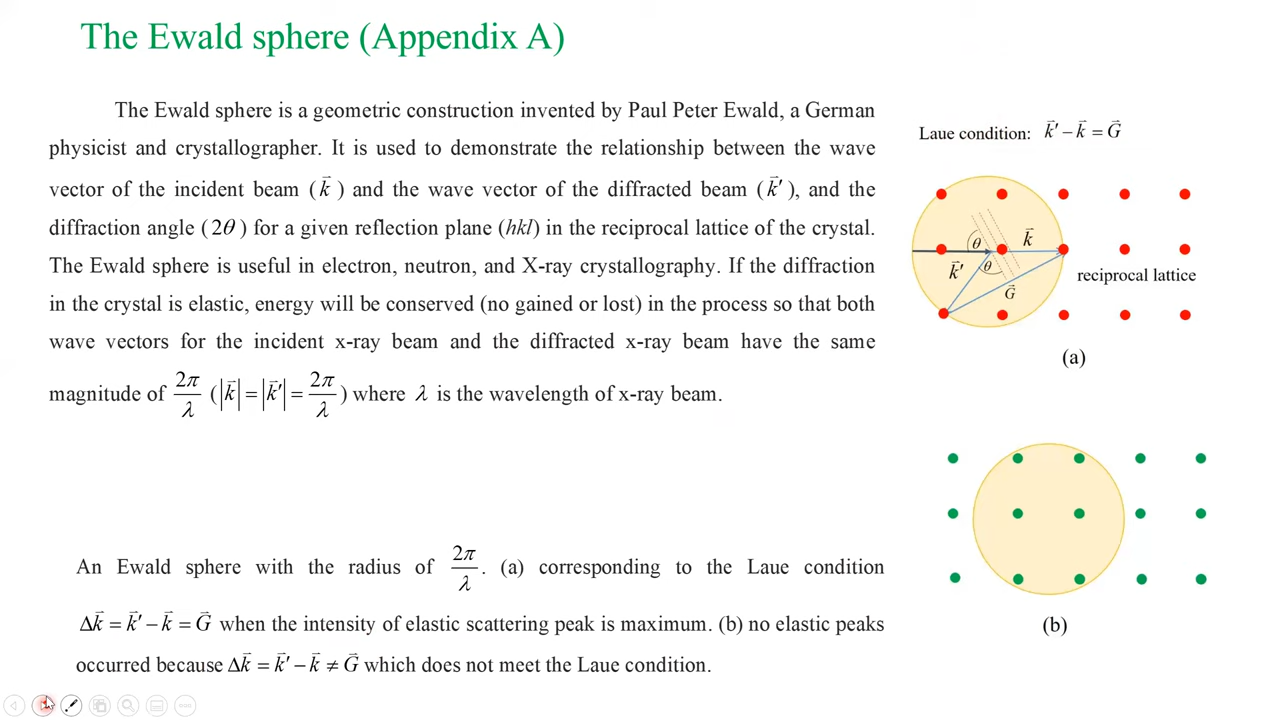 The Ewald sphere (Appendix A)
The Ewald sphere is a geometric construction invented by Paul Peter Ewald, a German
physicist and crystallographer. It is used to demonstrate the relationship between the wave
vector of the incident beam (k⃗) and the wave vector of the diffracted beam (k⃗′), and the
diffraction angle (2θ) for a given reflection plane (hkl) in the reciprocal lattice of the crystal.
The Ewald sphere is useful in electron, neutron, and X-ray crystallography. If the diffraction
in the crystal is elastic, energy will be conserved (no gained or lost) in the process so that both
wave vectors for the incident x-ray beam and the diffracted x-ray beam have the same
magnitude of 2π/λ (|k⃗| = |k⃗′| = 2π/λ) where λ is the wavelength of x-ray beam.
Laue condition: k⃗′ − k⃗ = G⃗
θ
k⃗
k⃗′
θ
G⃗
reciprocal lattice
(a)
(b)
An Ewald sphere with the radius of 2π/λ. (a) corresponding to the Laue condition
Δk⃗ = k⃗′ − k⃗ = G⃗ when the intensity of elastic scattering peak is maximum. (b) no elastic peaks
occurred because Δk⃗ = k⃗′ − k⃗ ≠ G⃗ which does not meet the Laue condition.